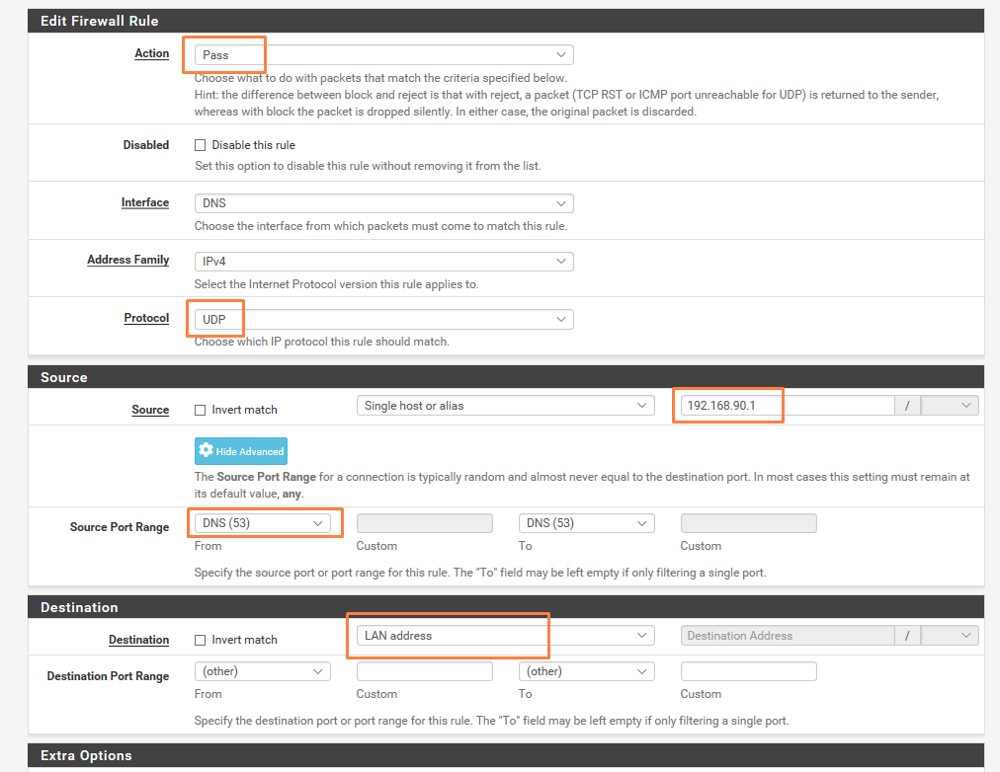 Edit Firewall Rule
Action
Pass
Choose what to do with packets that match the criteria specified below.
Hint: the difference between block and reject is that with reject, a packet (TCP RST or ICMP port unreachable for UDP) is returned to the sender,
whereas with block the packet is dropped silently. In either case, the original packet is discarded.
Disabled
Disable this rule
Set this option to disable this rule without removing it from the list.
Interface
DNS
Choose the interface from which packets must come to match this rule.
Address Family
IPv4
Select the Internet Protocol version this rule applies to.
Protocol
UDP
Choose which IP protocol this rule should match.
Source
Source
Invert match
Single host or alias
192.168.90.1
/
Hide Advanced
The Source Port Range for a connection is typically random and almost never equal to the destination port. In most cases this setting must remain at
its default value, any.
Source Port Range
DNS (53)
DNS (53)
From
Custom
To
Custom
Specify the source port or port range for this rule. The "To" field may be left empty if only filtering a single port.
Destination
Destination
Invert match
LAN address
Destination Address
/
Destination Port Range
(other)
(other)
From
Custom
To
Custom
Specify the destination port or port range for this rule. The "To" field may be left empty if only filtering a single port.
Extra Options